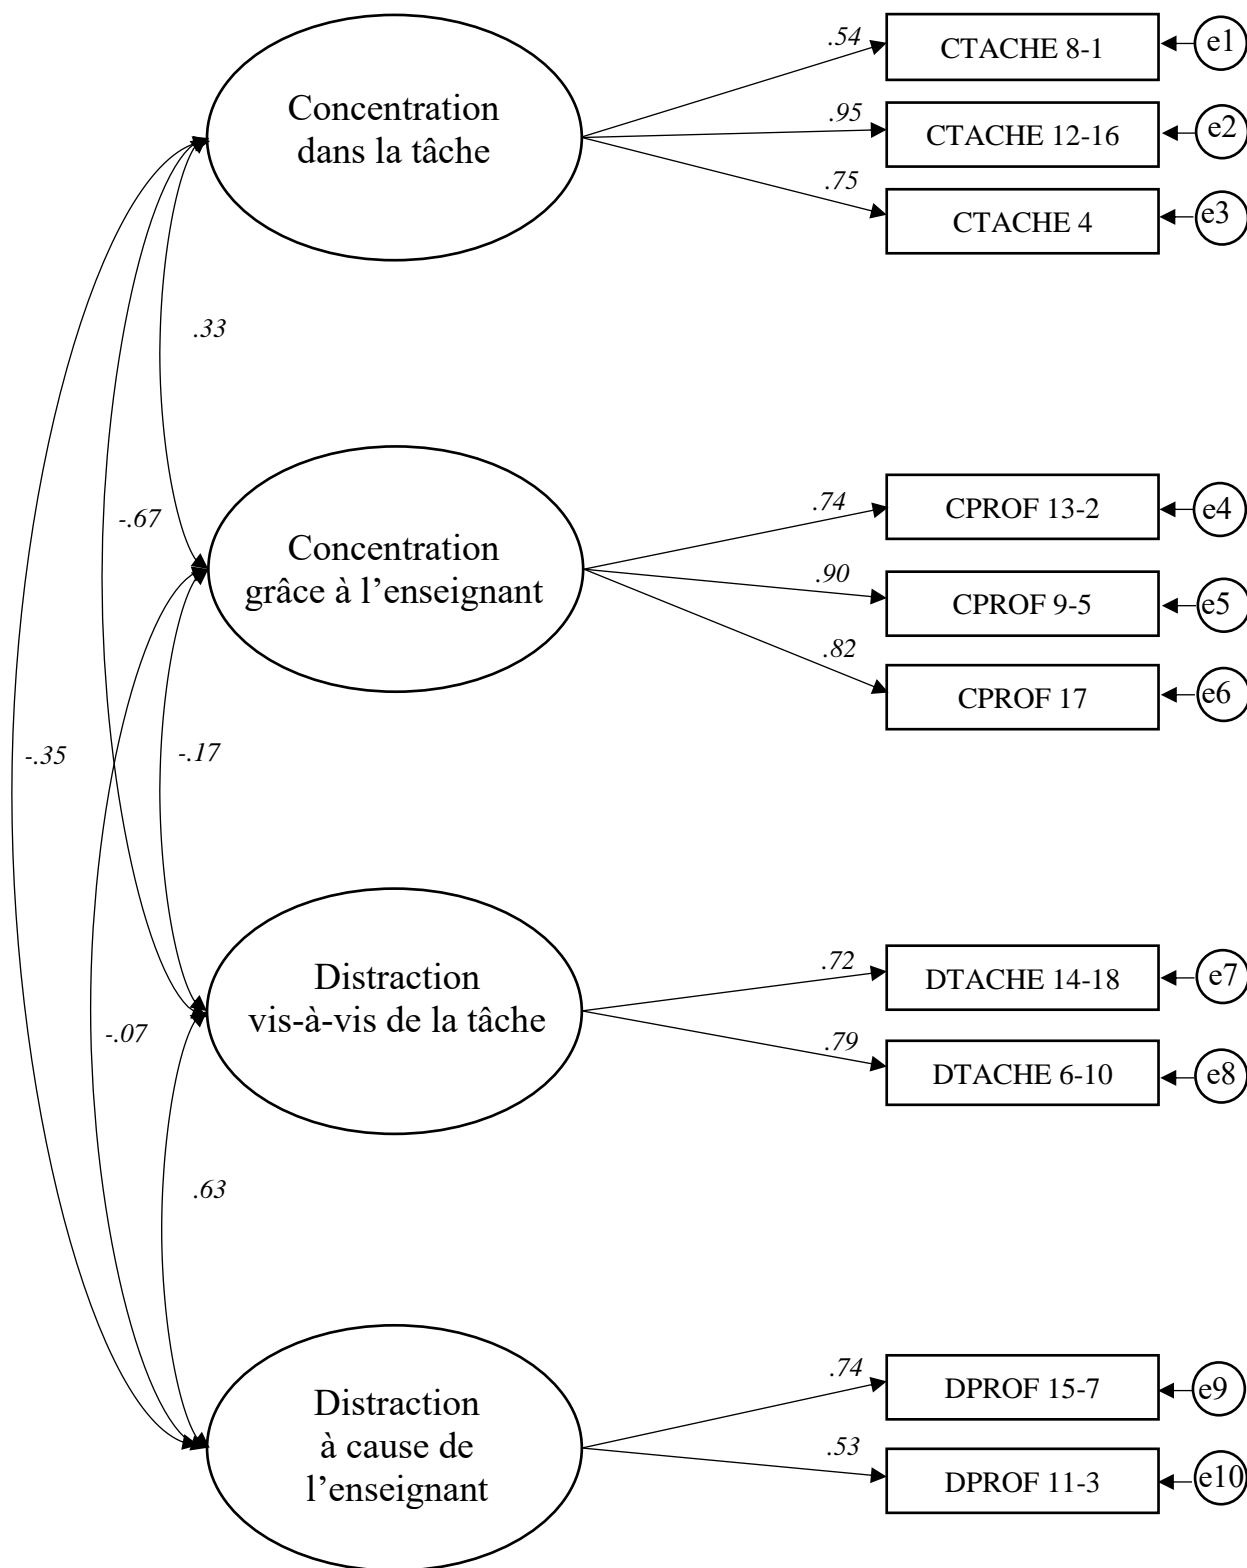 .54
CTACHE 8-1
e1
Concentration
dans la tâche
.95
CTACHE 12-16
e2
.75
CTACHE 4
e3
.33
-.67
Concentration
grâce à l’enseignant
.74
CPROF 13-2
e4
.90
CPROF 9-5
e5
.82
CPROF 17
e6
-.35
-.17
Distraction
vis-à-vis de la tâche
.72
DTACHE 14-18
e7
.79
DTACHE 6-10
e8
-.07
.63
Distraction
à cause de
l’enseignant
.74
DPROF 15-7
e9
.53
DPROF 11-3
e10